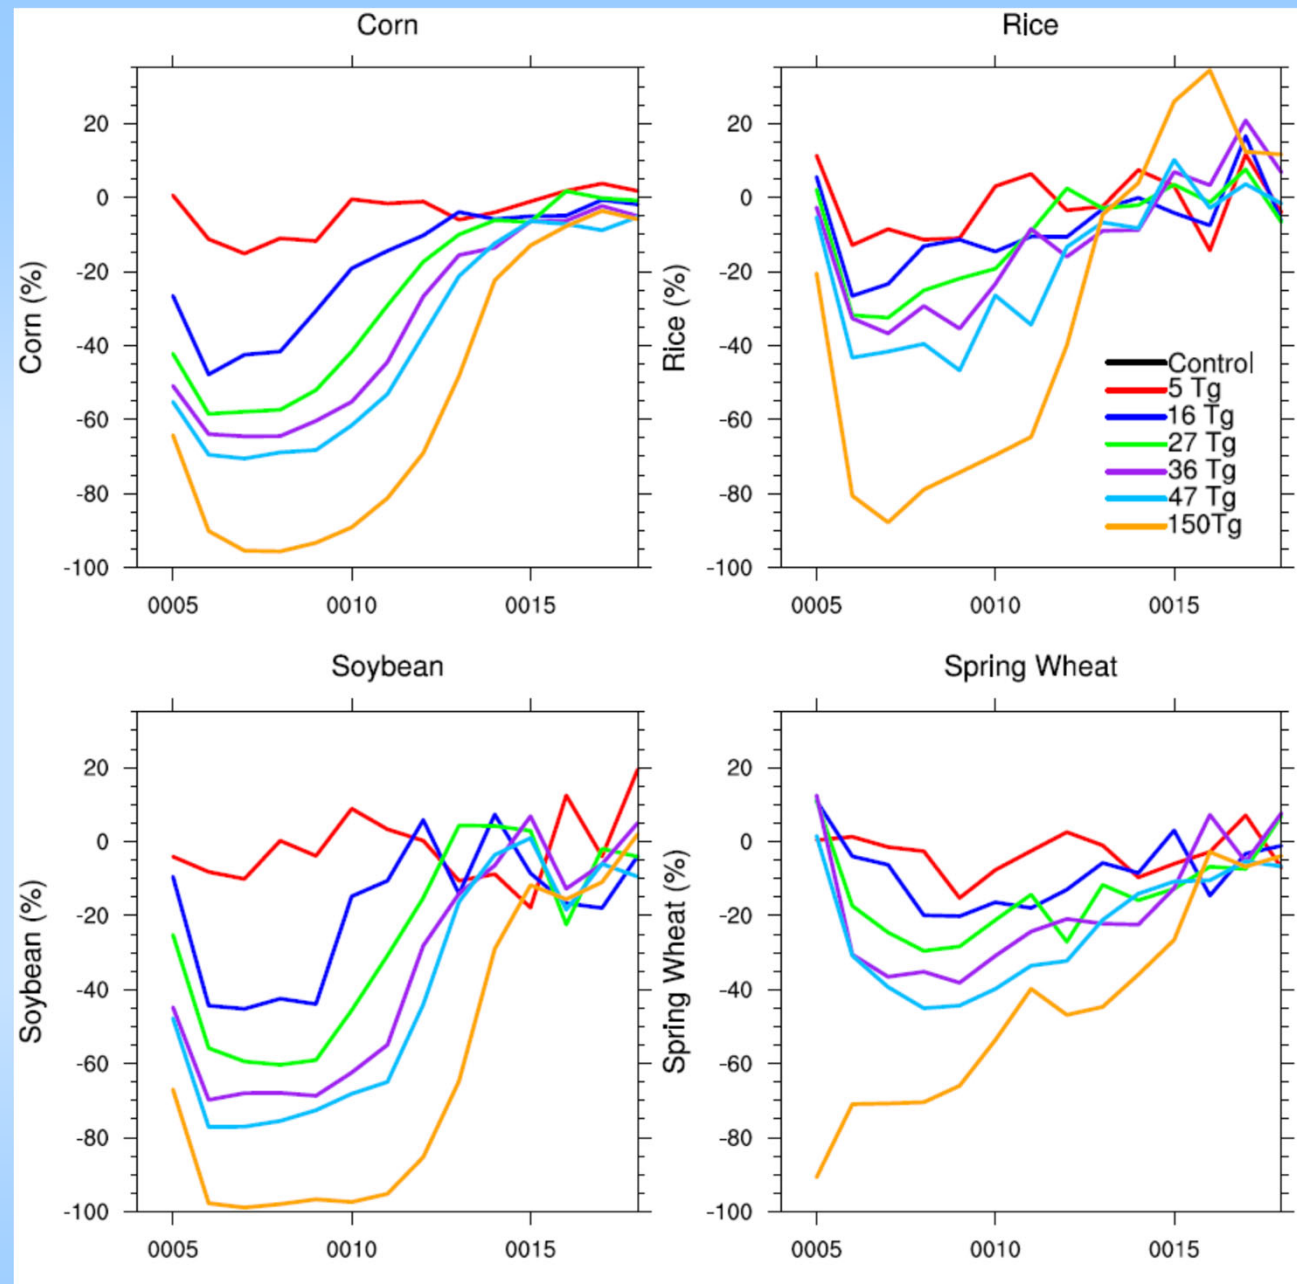 Corn
Rice
20
0
-20
-40
-60
-80
-100
Corn (%)
0005
0010
0015
20
0
-20
-40
-60
-80
-100
Rice (%)
0005
0010
0015
Control
5 Tg
16 Tg
27 Tg
36 Tg
47 Tg
150Tg
Soybean
Spring Wheat
20
0
-20
-40
-60
-80
-100
Soybean (%)
0005
0010
0015
20
0
-20
-40
-60
-80
-100
Spring Wheat (%)
0005
0010
0015